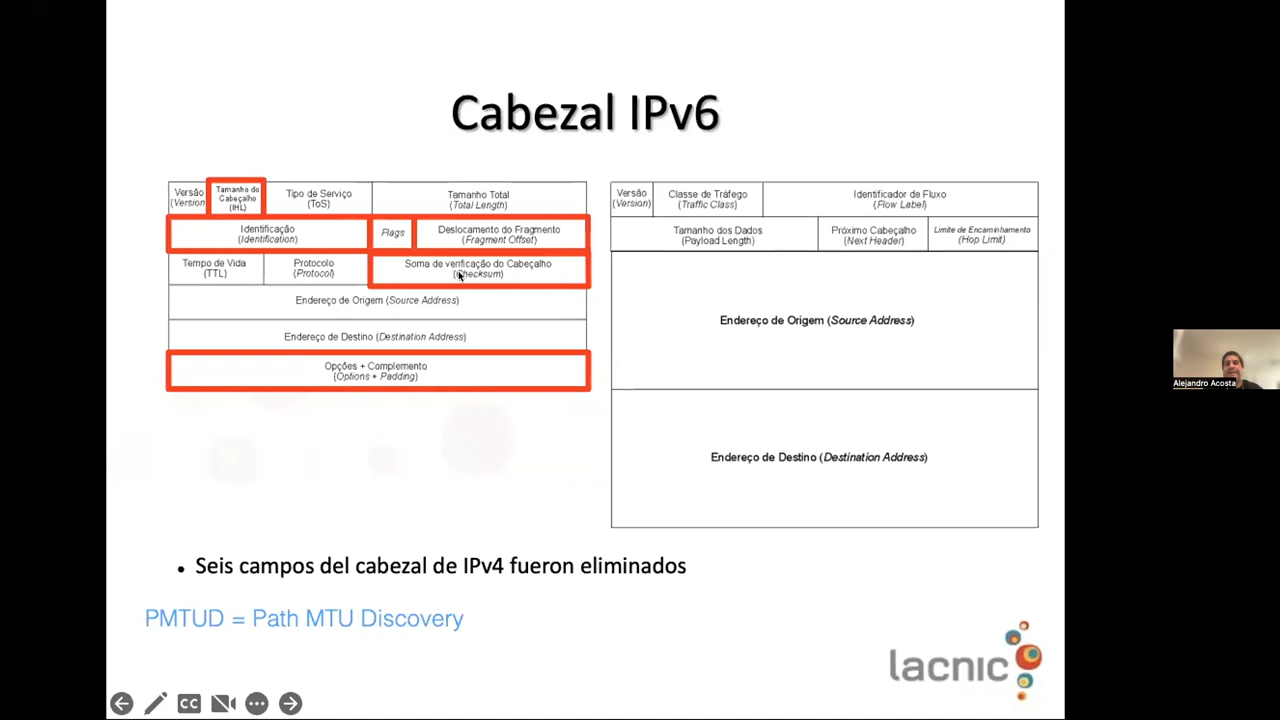 Cabezal IPv6
Versão
(Version)
Tamanho do
Cabeçalho
(IHL)
Tipo de Serviço
(ToS)
Tamanho Total
(Total Length)
Identificação
(Identification)
Flags
Deslocamento do Fragmento
(Fragment Offset)
Tempo de Vida
(TTL)
Protocolo
(Protocol)
Soma de verificação do Cabeçalho
(Checksum)
Endereço de Origem (Source Address)
Endereço de Destino (Destination Address)
Opções + Complemento
(Options + Padding)
Versão
(Version)
Classe de Tráfego
(Traffic Class)
Identificador de Fluxo
(Flow Label)
Tamanho dos Dados
(Payload Length)
Próximo Cabeçalho
(Next Header)
Limite de Encaminhamento
(Hop Limit)
Endereço de Origem (Source Address)
Endereço de Destino (Destination Address)
• Seis campos del cabezal de IPv4 fueron eliminados
PMTUD = Path MTU Discovery
lacnic
CC
Alejandro Acosta